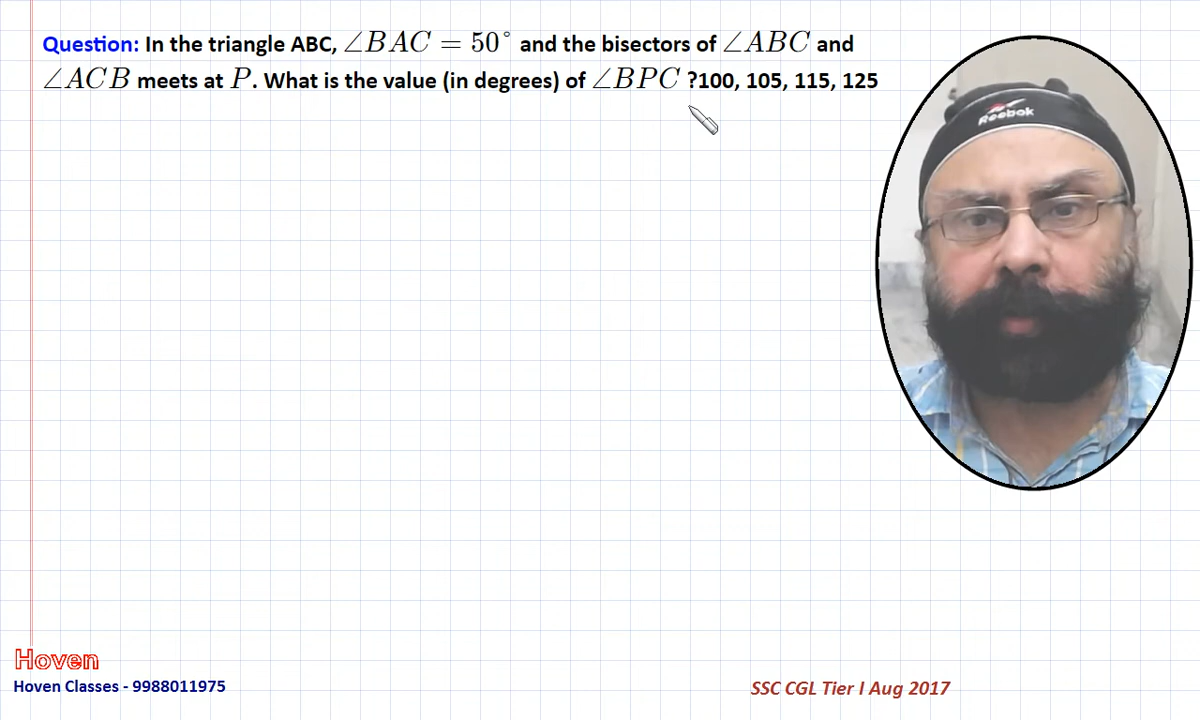 Question: In the triangle ABC, ∠BAC = 50° and the bisectors of ∠ABC and
∠ACB meets at P. What is the value (in degrees) of ∠BPC ?100, 105, 115, 125
Reebok
Hoven
Hoven Classes - 9988011975
SSC CGL Tier I Aug 2017